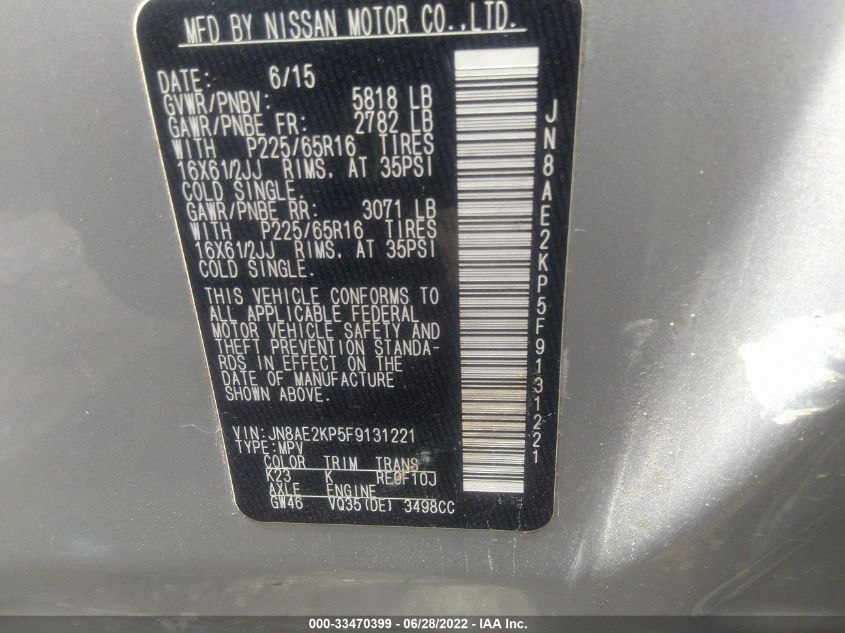 MFD BY NISSAN MOTOR CO.,LTD.
DATE: 6/15
GVWR/PNBV: 5818 LB
GAWR/PNBE FR: 2782 LB
WITH P225/65R16 TIRES
16X61/2JJ RIMS. AT 35PSI
COLD SINGLE.
GAWR/PNBE RR: 3071 LB
WITH P225/65R16 TIRES
16X61/2JJ RIMS. AT 35PSI
COLD SINGLE.
THIS VEHICLE CONFORMS TO
ALL APPLICABLE FEDERAL
MOTOR VEHICLE SAFETY AND
THEFT PREVENTION STANDA-
RDS IN EFFECT ON THE
DATE OF MANUFACTURE
SHOWN ABOVE.
VIN:JN8AE2KP5F9131221
TYPE:MPV
COLOR TRIM TRANS
K23 K RE0F10J
AXLE ENGINE
GW46 VQ35(DE) 3498CC
JN8AE2KP5F9131221
000-33470399 - 06/28/2022 - IAA Inc.